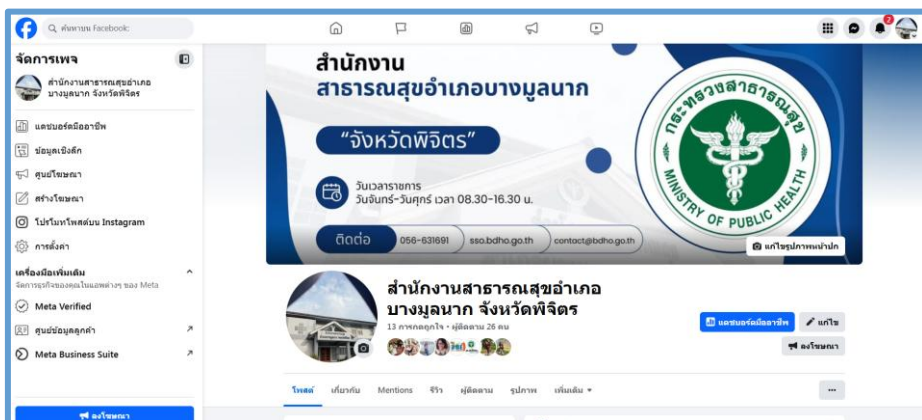 ค้นหาบน Facebook
2
จัดการเพจ
สำนักงานสาธารณสุขอำเภอ
บางมูลนาก จังหวัดพิจิตร
แดชบอร์ดมืออาชีพ
ข้อมูลเชิงลึก
ศูนย์โฆษณา
สร้างโฆษณา
โปรโมทโพสต์บน Instagram
การตั้งค่า
เครื่องมือเพิ่มเติม
จัดการธุรกิจของคุณในแอพต่างๆ ของ Meta
Meta Verified
ศูนย์ข้อมูลลูกค้า
Meta Business Suite
ลงโฆษณา
สำนักงาน
สาธารณสุขอำเภอบางมูลนาก
“จังหวัดพิจิตร”
วันเวลาราชการ
วันจันทร์-วันศุกร์ เวลา 08.30-16.30 น.
ติดต่อ 056-631691 sso.bdho.go.th contact@bdho.go.th
กระทรวงสาธารณสุข
MINISTRY OF PUBLIC HEALTH
แก้ไขรูปภาพหน้าปก
สำนักงานสาธารณสุขอำเภอ
บางมูลนาก จังหวัดพิจิตร
13 การกดถูกใจ • ผู้ติดตาม 26 คน
แดชบอร์ดมืออาชีพ แก้ไข
ลงโฆษณา
โพสต์ เกี่ยวกับ Mentions รีวิว ผู้ติดตาม รูปภาพ เพิ่มเติม